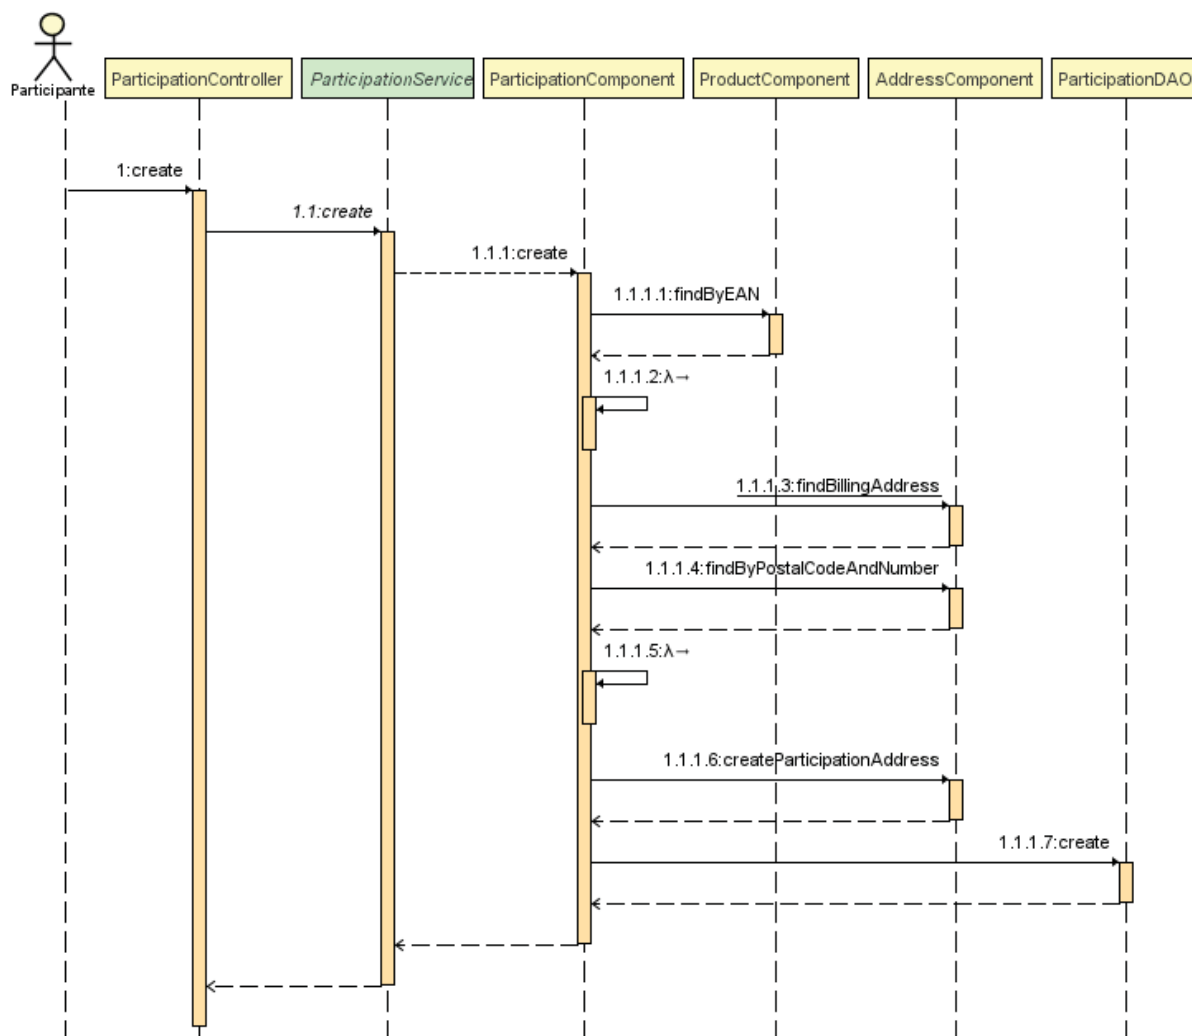 Participante
ParticipationController
ParticipationService
ParticipationComponent
ProductComponent
AddressComponent
ParticipationDAO
1:create
1.1:create
1.1.1:create
1.1.1.1:findByEAN
1.1.1.2:λ→
1.1.1.3:findBillingAddress
1.1.1.4:findByPostalCodeAndNumber
1.1.1.5:λ→
1.1.1.6:createParticipationAddress
1.1.1.7:create